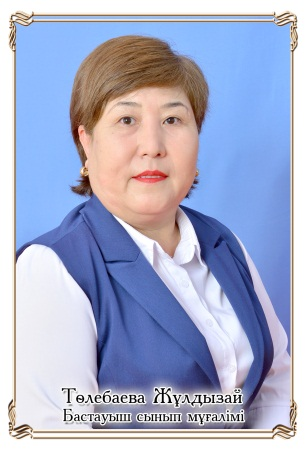 Төлебаева Жұлдызай
Бастауыш сынып мұғалімі